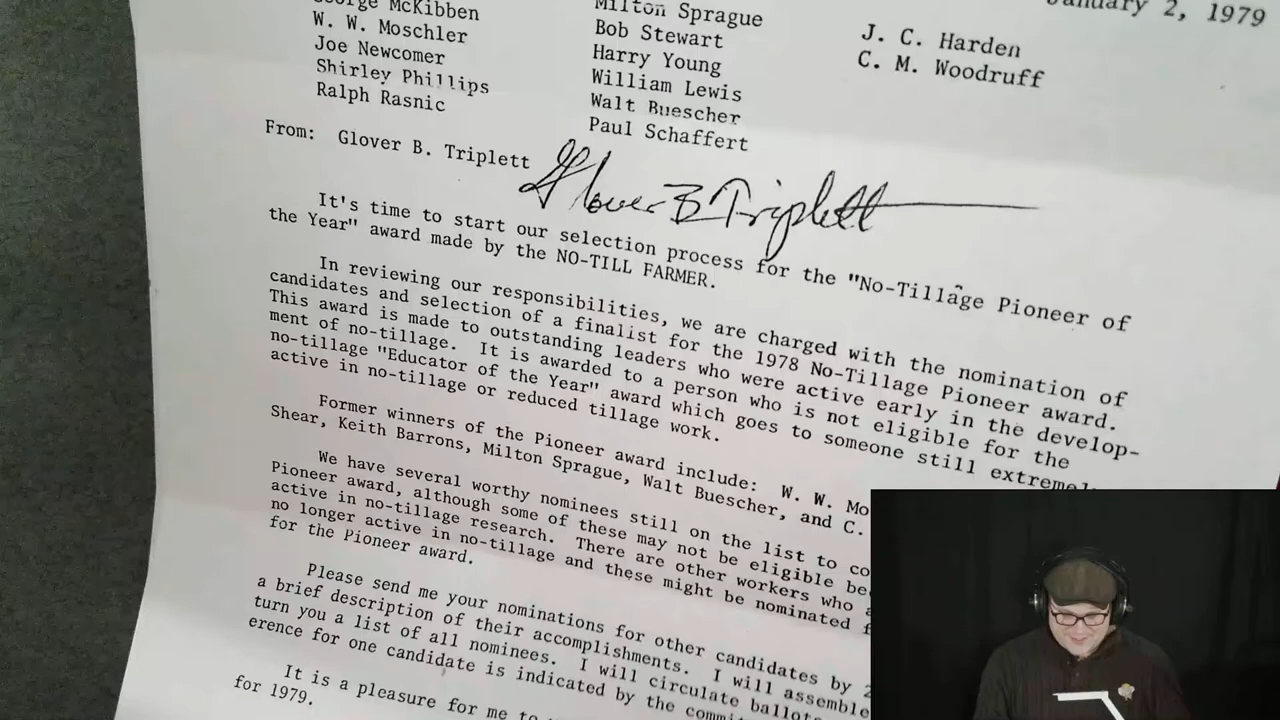 January 2, 1979
George McKibben
W. W. Moschler
Joe Newcomer
Shirley Phillips
Ralph Rasnic
Milton Sprague
Bob Stewart
Harry Young
William Lewis
Walt Buescher
Paul Schaffert
J. C. Harden
C. M. Woodruff
From: Glover B. Triplett
Glover B Triplett
It's time to start our selection process for the "No-Tillage Pioneer of
the Year" award made by the NO-TILL FARMER.
In reviewing our responsibilities, we are charged with the nomination of
candidates and selection of a finalist for the 1978 No-Tillage Pioneer award.
This award is made to outstanding leaders who were active early in the develop-
ment of no-tillage. It is awarded to a person who is not eligible for the
no-tillage "Educator of the Year" award which goes to someone still extremely
active in no-tillage or reduced tillage work.
Former winners of the Pioneer award include: W. W. Mo
Shear, Keith Barrons, Milton Sprague, Walt Buescher, and C.
We have several worthy nominees still on the list to co
Pioneer award, although some of these may not be eligible be
active in no-tillage research. There are other workers who a
no longer active in no-tillage and these might be nominated f
for the Pioneer award.
Please send me your nominations for other candidates by 2
a brief description of their accomplishments. I will assemble
turn you a list of all nominees. I will circulate ballots
erence for one candidate is indicated by the commi
It is a pleasure for me to
for 1979.